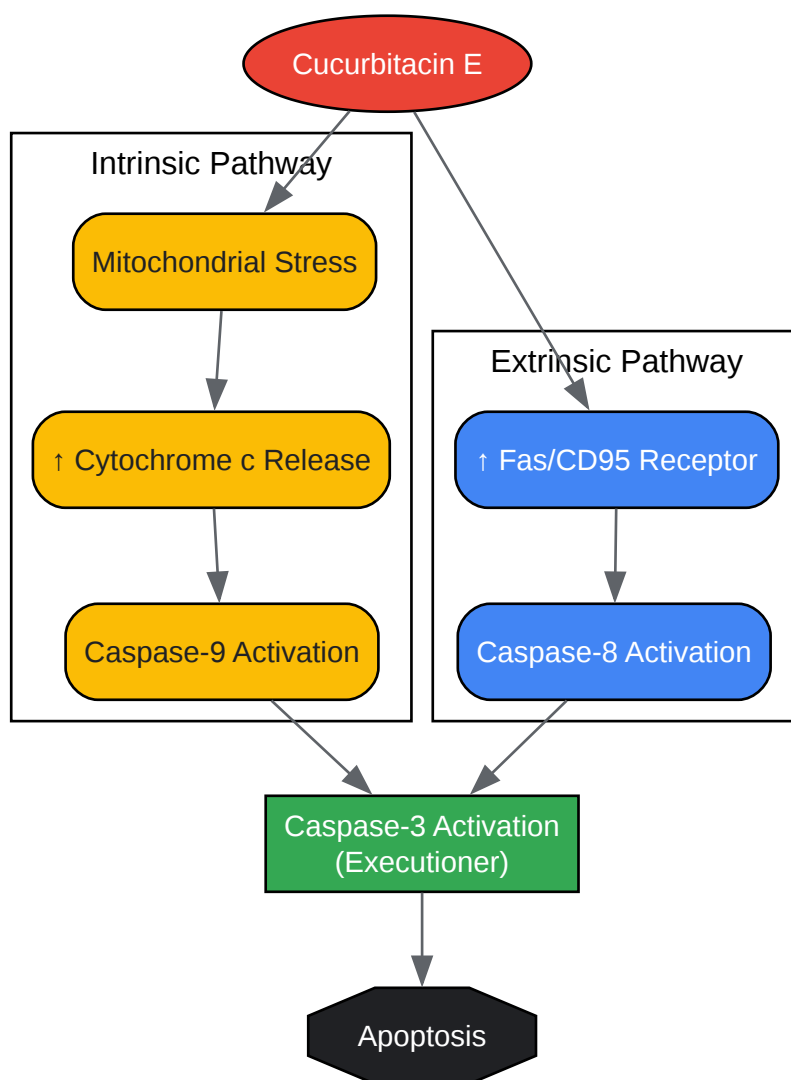 Cucurbitacin E
Intrinsic Pathway
Mitochondrial Stress
↑ Cytochrome c Release
Caspase-9 Activation
Extrinsic Pathway
↑ Fas/CD95 Receptor
Caspase-8 Activation
Caspase-3 Activation
(Executioner)
Apoptosis